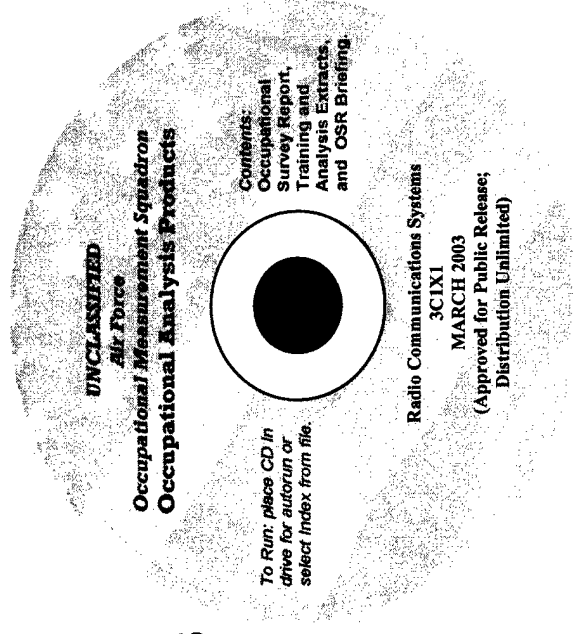 UNCLASSIFIED
Air Force
Occupational Measurement Squadron
Occupational Analysis Products
To Run: place CD in
drive for autorun or
select Index from file.
Contents:
Occupational
Survey Report,
Training and
Analysis Extracts,
and OSR Briefing.
Radio Communications Systems
3C1X1
MARCH 2003
(Approved for Public Release;
Distribution Unlimited)